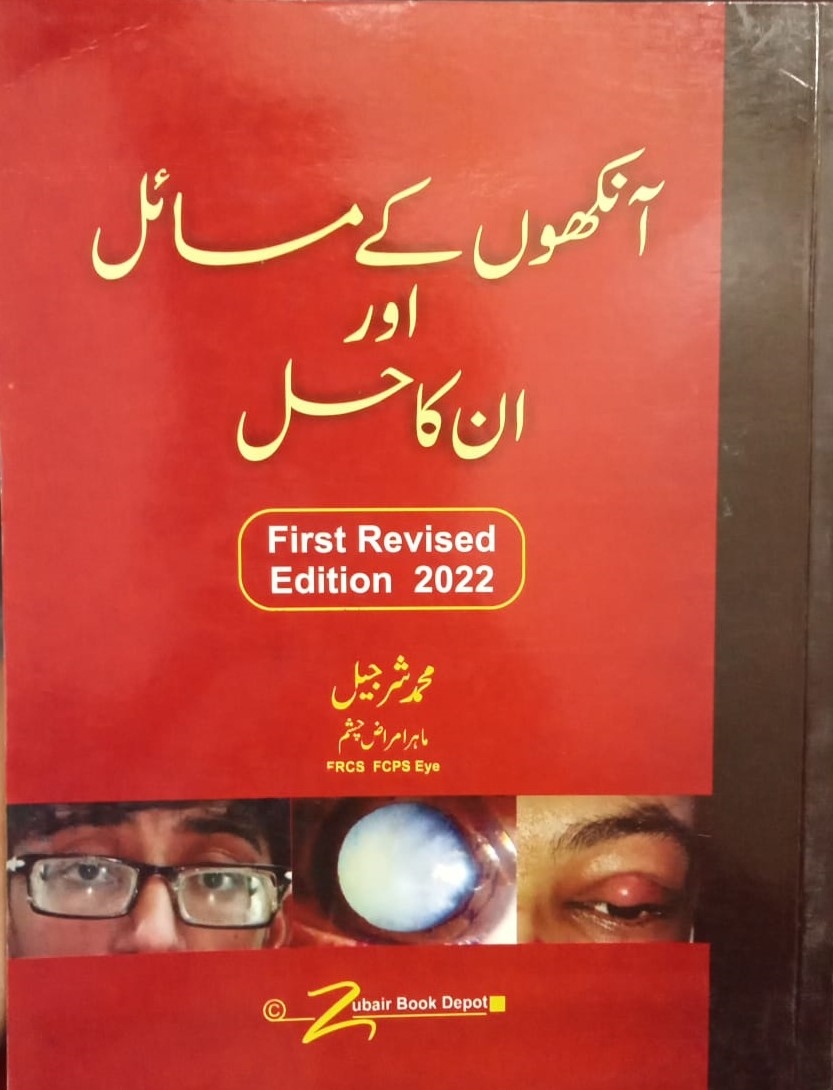 آنکھوں کے مسائل
اور
ان کا حل
First Revised
Edition 2022
محمد شرجیل
ماہر امراض چشم
FRCS FCPS Eye
© Zubair Book Depot